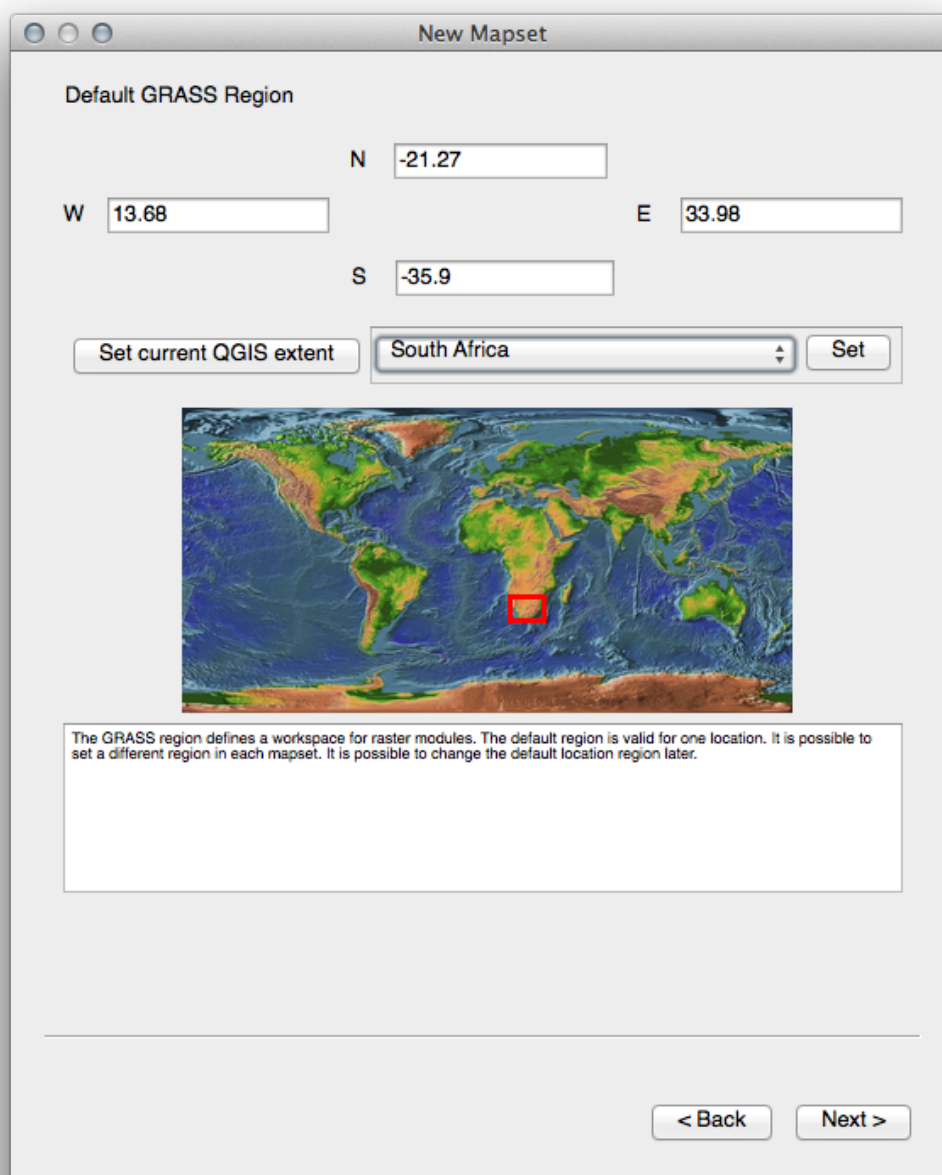 New Mapset
Default GRASS Region
N -21.27
W 13.68 E 33.98
S -35.9
Set current QGIS extent South Africa Set
The GRASS region defines a workspace for raster modules. The default region is valid for one location. It is possible to
set a different region in each mapset. It is possible to change the default location region later.
< Back Next >